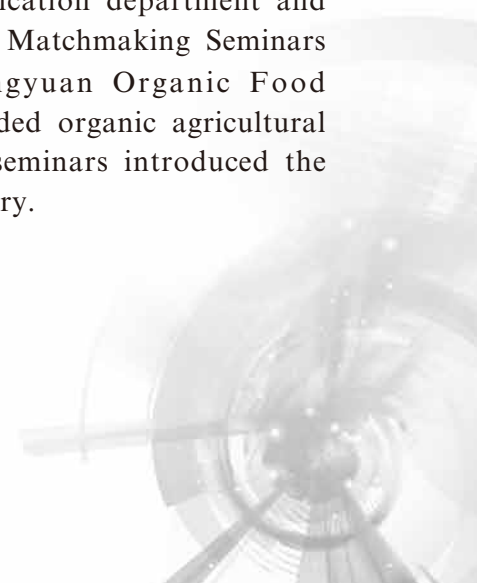 ication department and
Matchmaking Seminars
gyuan Organic Food
ded organic agricultural
seminars introduced the
ry.